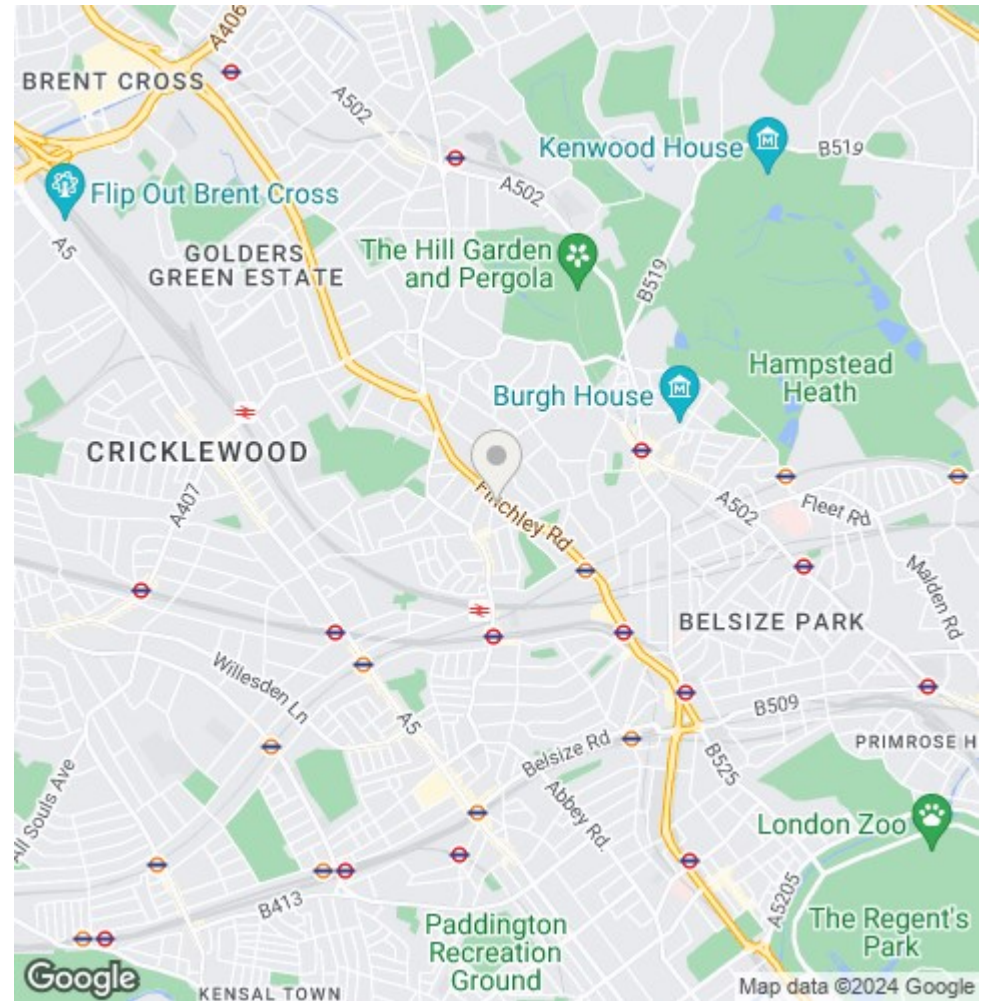 A406
BRENT CROSS
A502
Kenwood House
B519
Flip Out Brent Cross
A502
A5
GOLDERS
GREEN ESTATE
The Hill Garden
and Pergola
B519
Hampstead
Heath
Burgh House
CRICKLEWOOD
A407
Finchley Rd
A502
Fleet Rd
Malden Rd
BELSIZE PARK
Willesden Ln
A5
B509
Belsize Rd
PRIMROSE H
B525
All Souls Ave
Abbey Rd.
London Zoo
A5205
B413
Paddington
Recreation
Ground
The Regent's
Park
Google
KENSAL TOWN
Map data ©2024 Google